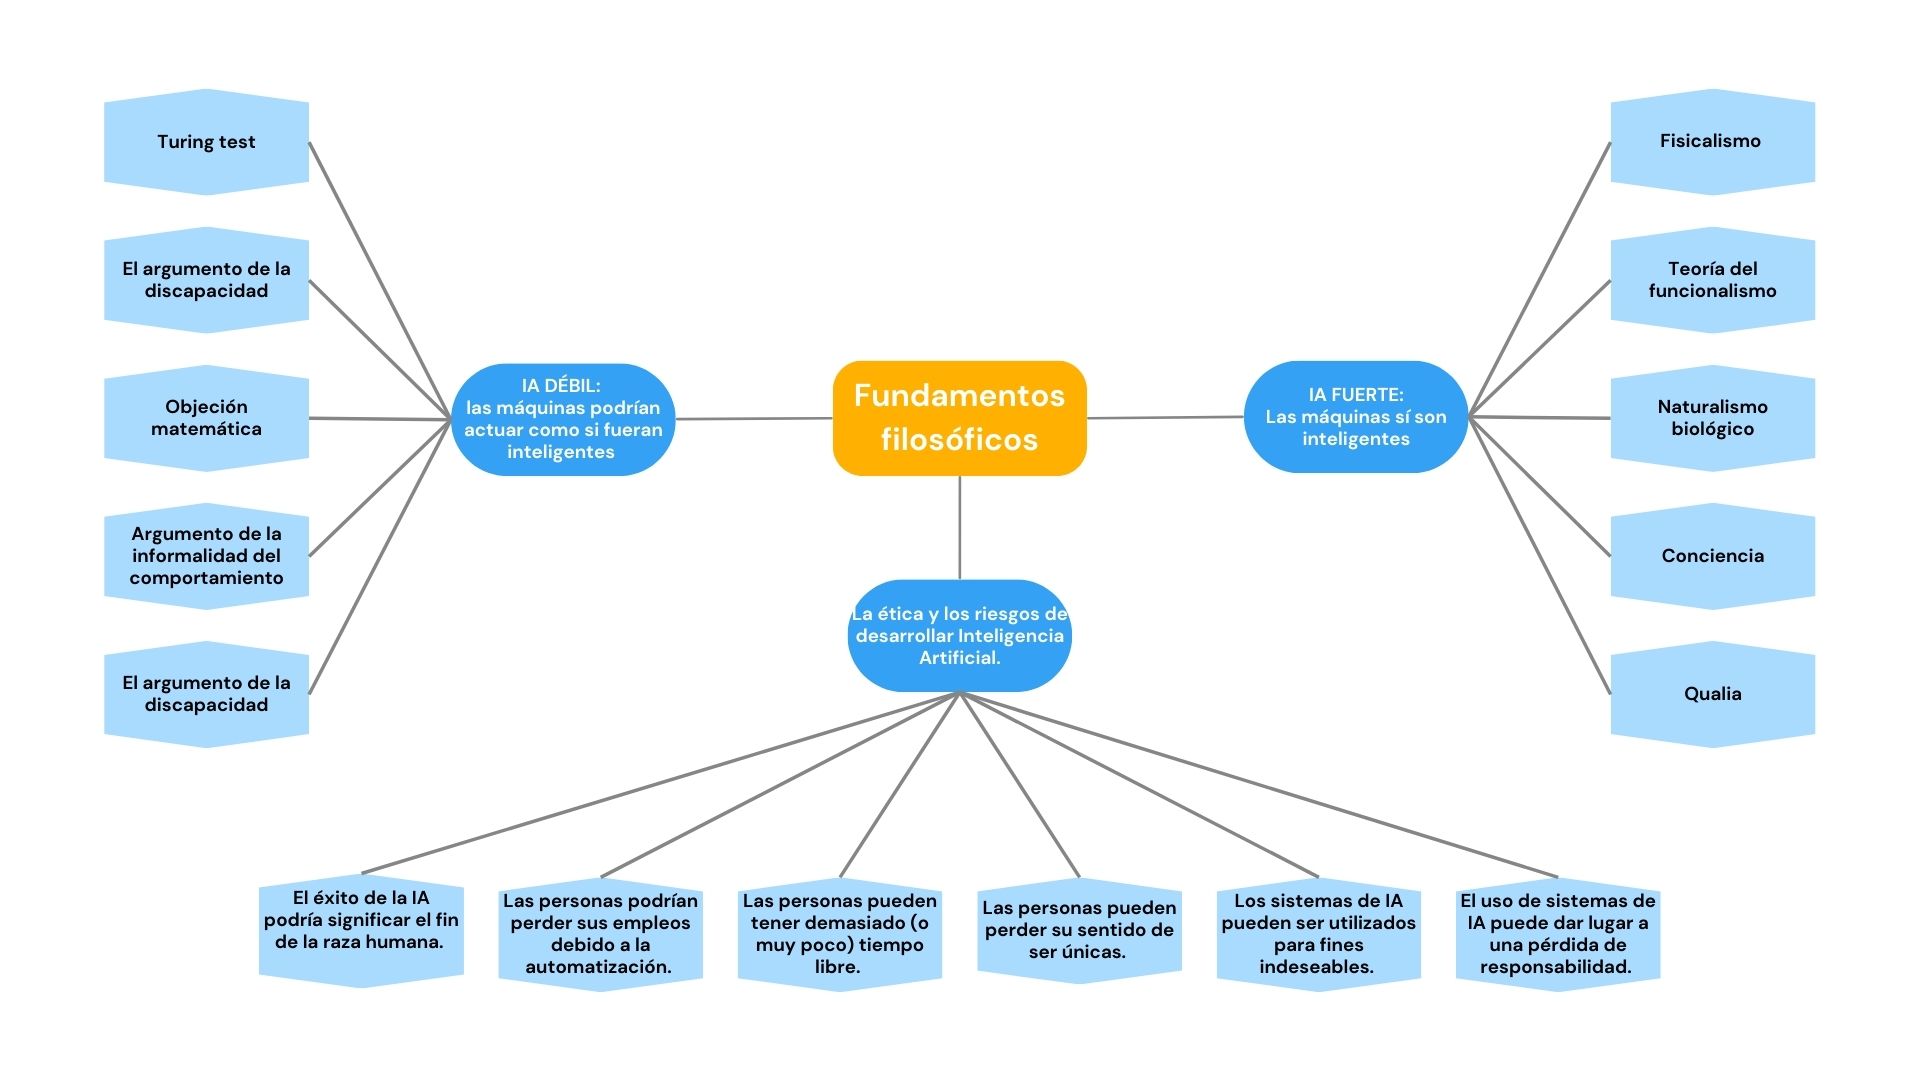 Turing test
El argumento de la
discapacidad
Objeción
matemática
Argumento de la
informalidad del
comportamiento
El argumento de la
discapacidad
IA DÉBIL:
las máquinas podrían
actuar como si fueran
inteligentes
Fundamentos
filosóficos
IA FUERTE:
Las máquinas sí son
inteligentes
Fisicalismo
Teoría del
funcionalismo
Naturalismo
biológico
Conciencia
Qualia
La ética y los riesgos de
desarrollar Inteligencia
Artificial.
El éxito de la IA
podría significar el fin
de la raza humana.
Las personas podrían
perder sus empleos
debido a la
automatización.
Las personas pueden
tener demasiado (o
muy poco) tiempo
libre.
Las personas pueden
perder su sentido de
ser únicas.
Los sistemas de IA
pueden ser utilizados
para fines
indeseables.
El uso de sistemas de
IA puede dar lugar a
una pérdida de
responsabilidad.